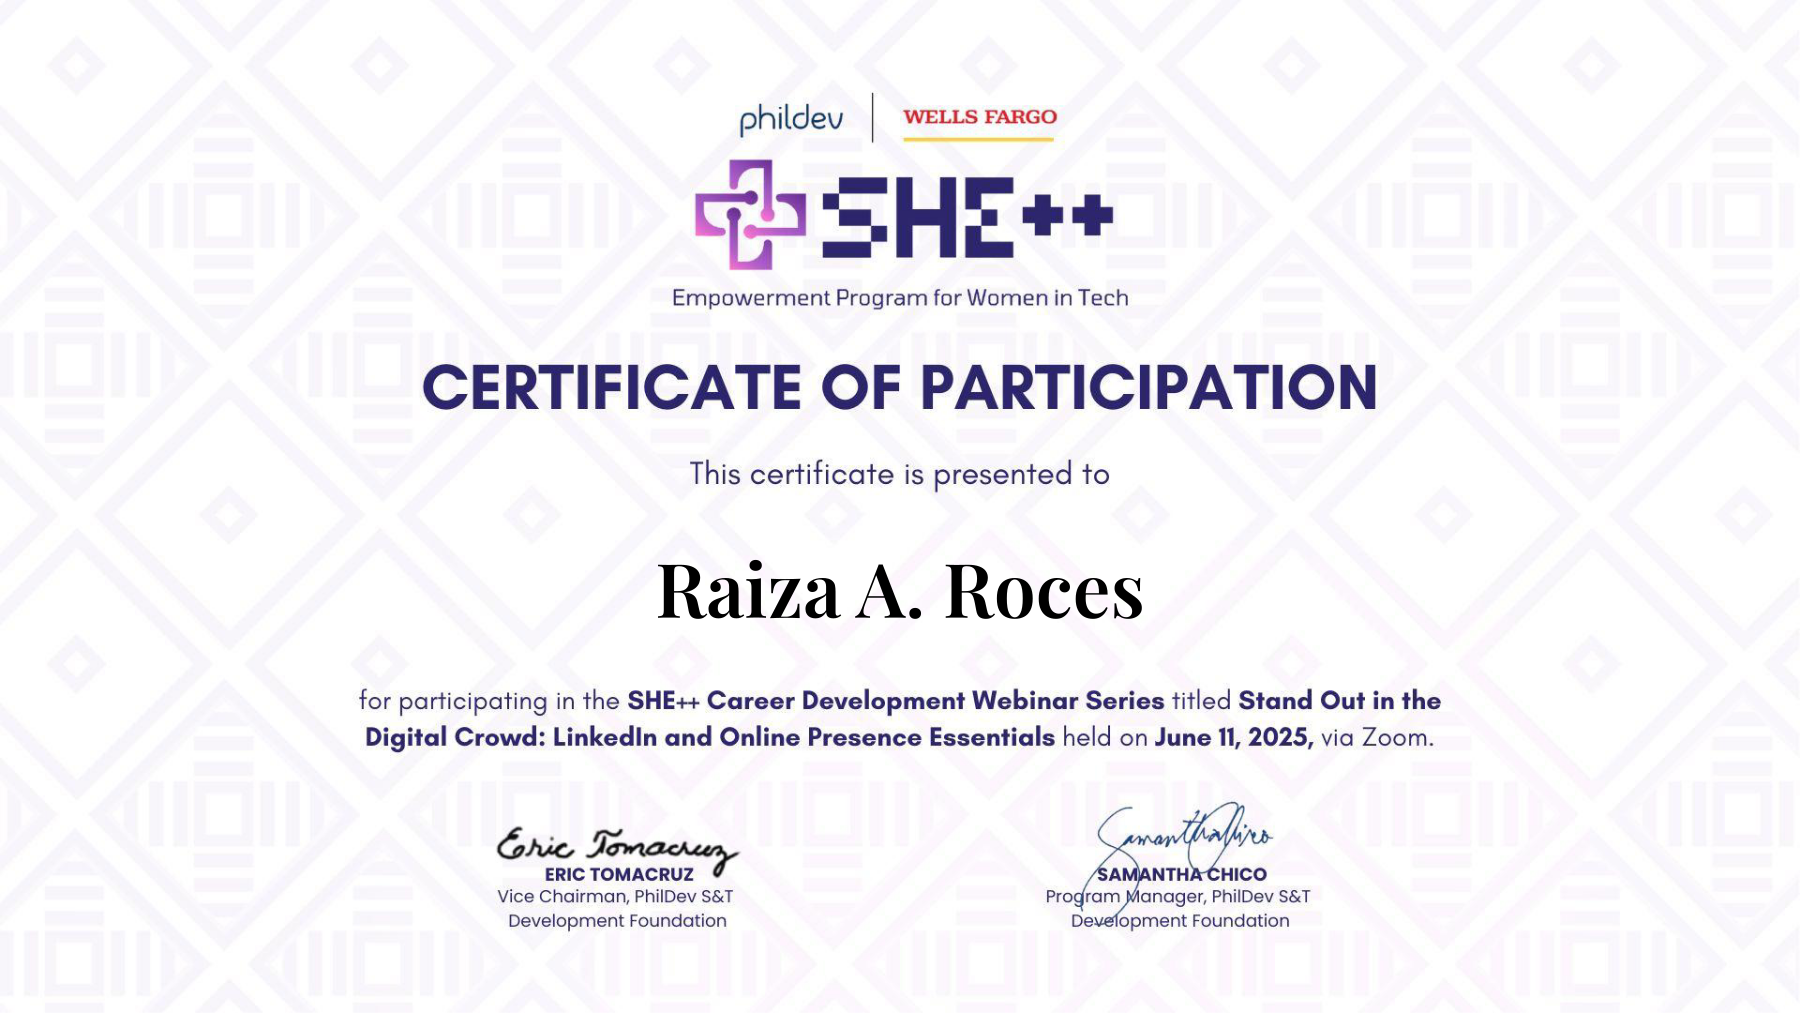 phildev
WELLS FARGO
SHE++
Empowerment Program for Women in Tech
CERTIFICATE OF PARTICIPATION
This certificate is presented to
Raiza A. Roces
for participating in the SHE++ Career Development Webinar Series titled Stand Out in the
Digital Crowd: LinkedIn and Online Presence Essentials held on June 11, 2025, via Zoom.
Eric Tomacruz
ERIC TOMACRUZ
Vice Chairman, PhilDev S&T
Development Foundation
Samantha Chico
SAMANTHA CHICO
Program Manager, PhilDev S&T
Development Foundation